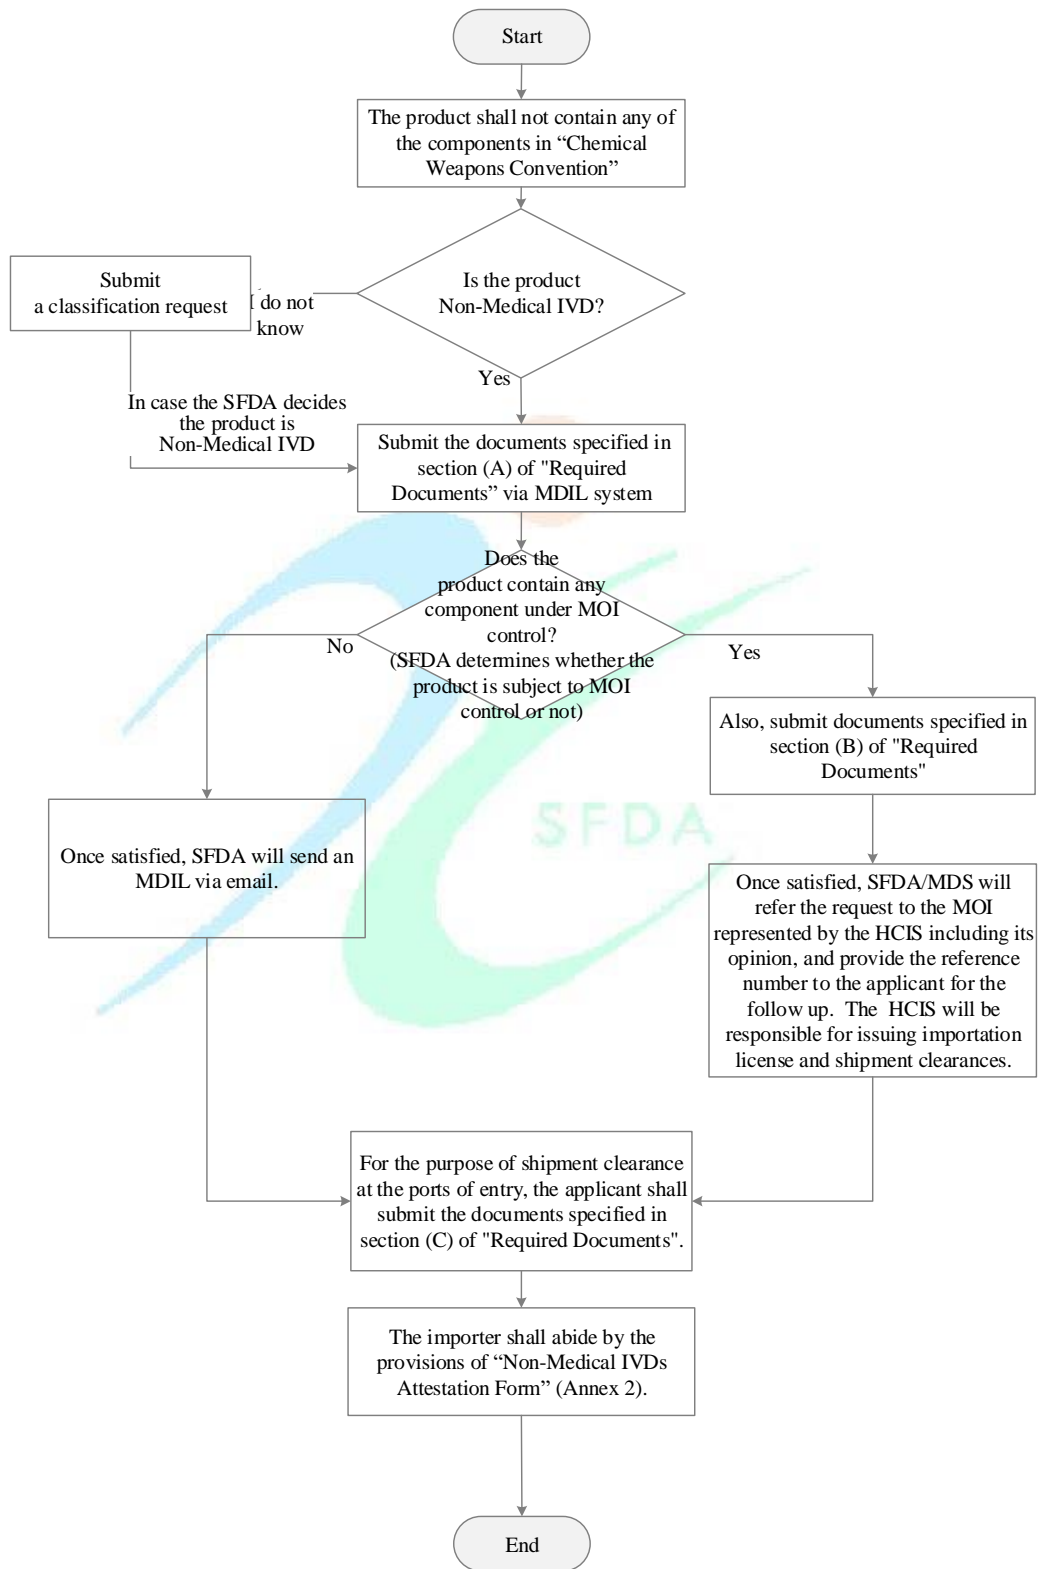 Start
The product shall not contain any
of the components in “Chemical
Weapons Convention”
Is the product
Non-Medical IVD?
Submit
a classification request
I do not
know
Yes
In case the SFDA decides
the product is
Non-Medical IVD
Submit the documents specified in
section (A) of "Required
Documents” via MDIL system
Does the
product contain any
component under MOI
control?
(SFDA determines whether the
product is subject to MOI
control or not)
No
Yes
Also, submit documents specified in
section (B) of "Required
Documents"
SFDA
Once satisfied, SFDA will send an
MDIL via email.
Once satisfied, SFDA/MDS will
refer the request to the MOI
represented by the HCIS including its
opinion, and provide the reference
number to the applicant for the
follow up. The HCIS will be
responsible for issuing importation
license and shipment clearances.
For the purpose of shipment clearance
at the ports of entry, the applicant shall
submit the documents specified in
section (C) of "Required Documents".
The importer shall abide by the
provisions of “Non-Medical IVDs
Attestation Form” (Annex 2).
End